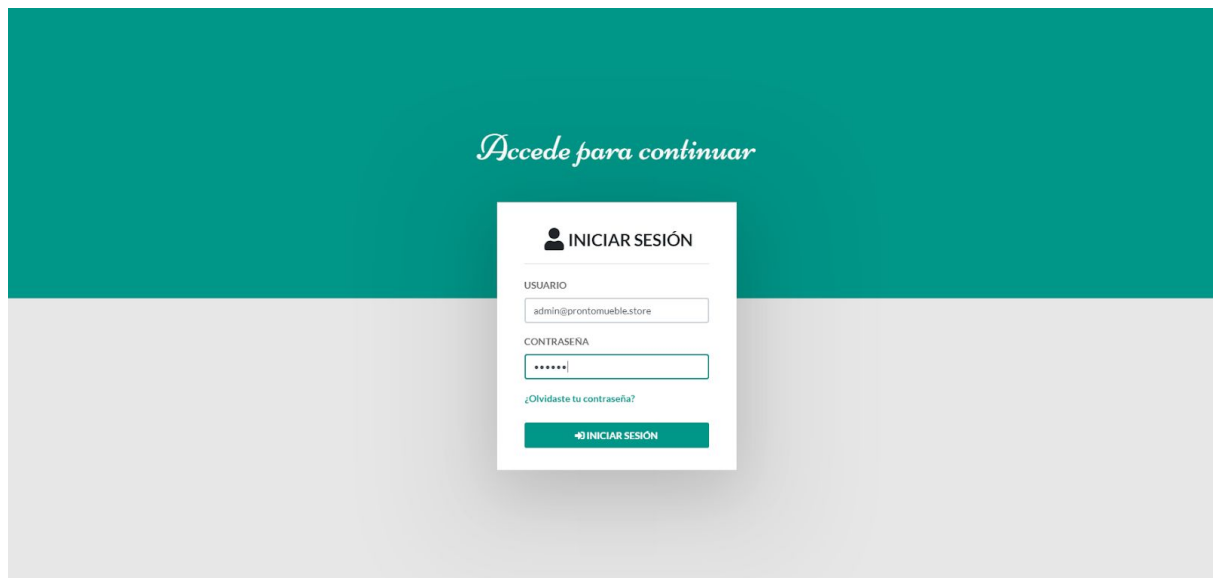 Accede para continuar
INICIAR SESIÓN
USUARIO
admin@prontomueble.store
CONTRASEÑA
••••••
¿Olvidaste tu contraseña?
INICIAR SESIÓN